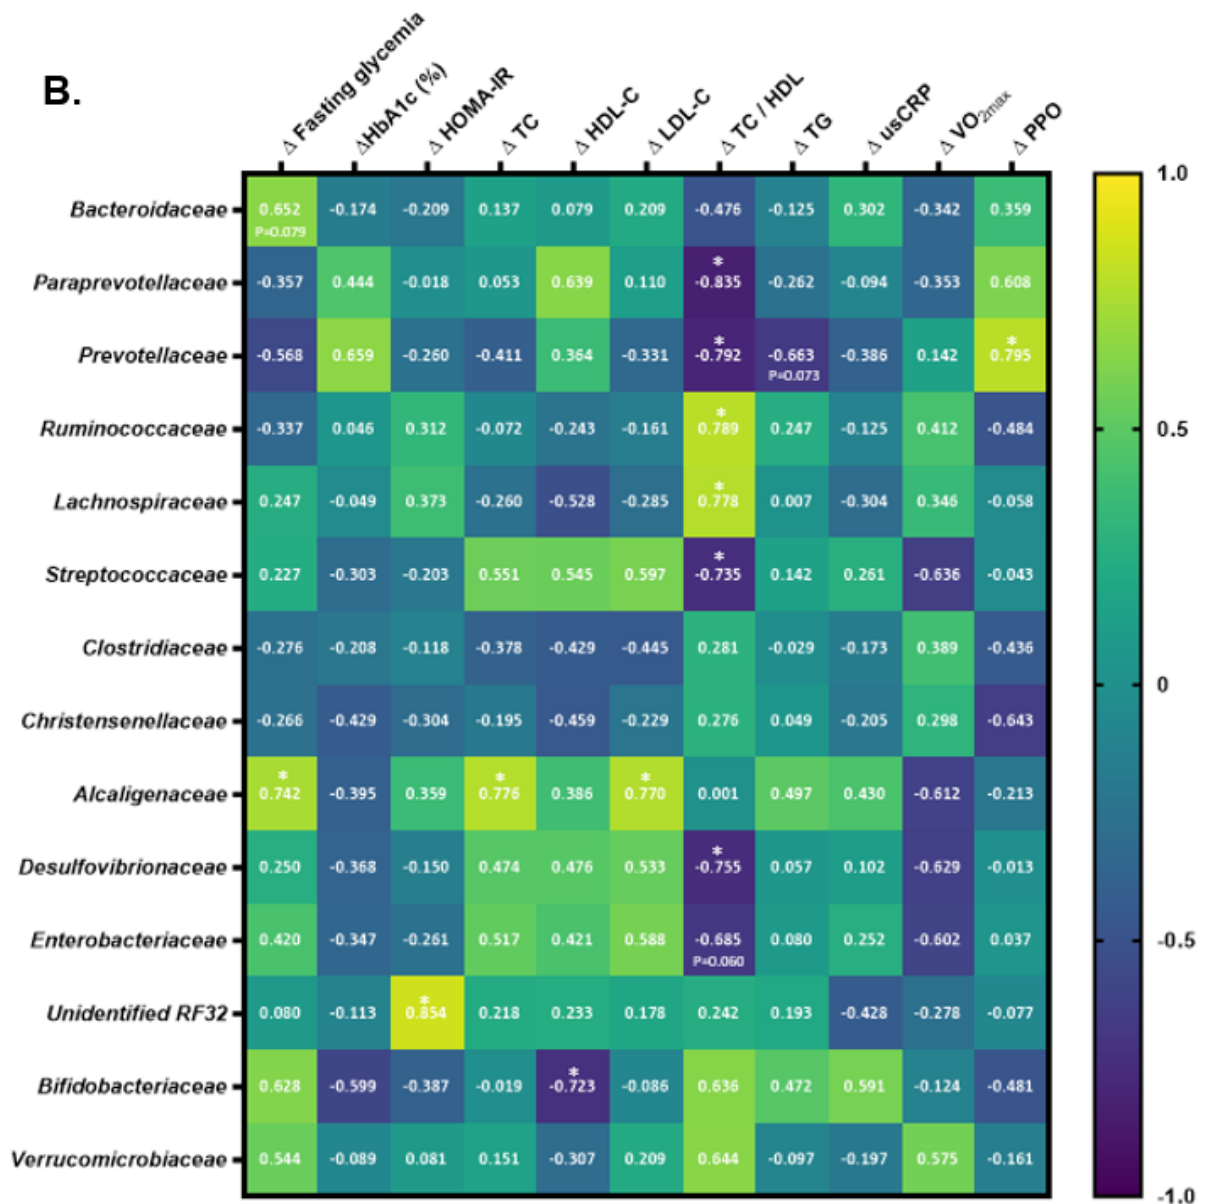 B.
Δ Fasting glycemia
ΔHbA1c (%)
Δ HOMA-IR
Δ TC
Δ HDL-C
Δ LDL-C
Δ TC / HDL
Δ TG
Δ usCRP
Δ VO2max
Δ PPO
Bacteroidaceae 0.652 -0.174 -0.209 0.137 0.079 0.209 -0.476 -0.125 0.302 -0.342 0.359
P=0.079
*
Paraprevotellaceae -0.357 0.444 -0.018 0.053 0.639 0.110 -0.835 -0.262 -0.094 -0.353 0.608
* *
Prevotellaceae -0.568 0.659 -0.260 -0.411 0.364 -0.331 -0.792 -0.663 -0.386 0.142 0.795
P=0.073
*
Ruminococcaceae -0.337 0.046 0.312 -0.072 -0.243 -0.161 0.789 0.247 -0.125 0.412 -0.484
*
Lachnospiraceae 0.247 -0.049 0.373 -0.260 -0.528 -0.285 0.778 0.007 -0.304 0.346 -0.058
*
Streptococcaceae 0.227 -0.303 -0.203 0.551 0.545 0.597 -0.735 0.142 0.261 -0.636 -0.043
Clostridiaceae -0.276 -0.208 -0.118 -0.378 -0.429 -0.445 0.281 -0.029 -0.173 0.389 -0.436
Christensenellaceae -0.266 -0.429 -0.304 -0.195 -0.459 -0.229 0.276 0.049 -0.205 0.298 -0.643
* * *
Alcaligenaceae 0.742 -0.395 0.359 0.776 0.386 0.770 0.001 0.497 0.430 -0.612 -0.213
*
Desulfovibrionaceae 0.250 -0.368 -0.150 0.474 0.476 0.533 -0.755 0.057 0.102 -0.629 -0.013
Enterobacteriaceae 0.420 -0.347 -0.261 0.517 0.421 0.588 -0.685 0.080 0.252 -0.602 0.037
P=0.060
*
Unidentified RF32 0.080 -0.113 0.854 0.218 0.233 0.178 0.242 0.193 -0.428 -0.278 -0.077
*
Bifidobacteriaceae 0.628 -0.599 -0.387 -0.019 -0.723 -0.086 0.636 0.472 0.591 -0.124 -0.481
Verrucomicrobiaceae 0.544 -0.089 0.081 0.151 -0.307 0.209 0.644 -0.097 -0.197 0.575 -0.161
1.0
0.5
0
-0.5
-1.0